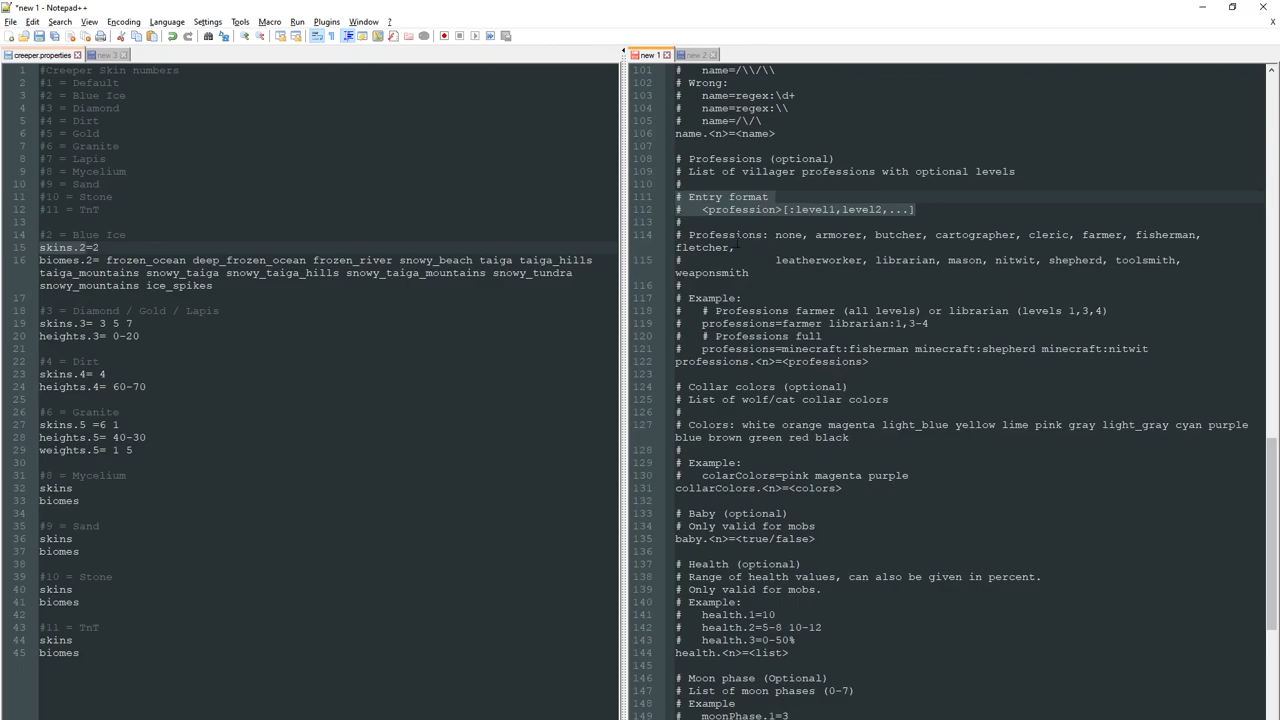 *new 1 - Notepad++
File Edit Search View Encoding Language Settings Tools Macro Run Plugins Window ?
X
creeper.properties
new 3
1 #Creeper Skin numbers
2 #1 = Default
3 #2 = Blue Ice
4 #3 = Diamond
5 #4 = Dirt
6 #5 = Gold
7 #6 = Granite
8 #7 = Lapis
9 #8 = Mycelium
10 #9 = Sand
11 #10 = Stone
12 #11 = TnT
13
14 #2 = Blue Ice
15 skins.2=2
16 biomes.2= frozen_ocean deep_frozen_ocean frozen_river snowy_beach taiga taiga_hills
taiga_mountains snowy_taiga snowy_taiga_hills snowy_taiga_mountains snowy_tundra
snowy_mountains ice_spikes
17
18 #3 = Diamond / Gold / Lapis
19 skins.3= 3 5 7
20 heights.3= 0-20
21
22 #4 = Dirt
23 skins.4= 4
24 heights.4= 60-70
25
26 #6 = Granite
27 skins.5 =6 1
28 heights.5= 40-30
29 weights.6= 1 5
30
31 #8 = Mycelium
32 skins
33 biomes
34
35 #9 = Sand
36 skins
37 biomes
38
39 #10 = Stone
40 skins
41 biomes
42
43 #11 = TnT
44 skins
45 biomes
new 1
new 2
101 #   name=/\\/\\
102 # Wrong:
103 #   name=regex:\d+
104 #   name=regex:\\
105 #   name=/\/\
106 name.<n>=<name>
107
108 # Professions (optional)
109 # List of villager professions with optional levels
110 #
111 # Entry format
112 #   <profession>[:level1,level2,...]
113 #
114 # Professions: none, armorer, butcher, cartographer, cleric, farmer, fisherman,
fletcher,
115 #              leatherworker, librarian, mason, nitwit, shepherd, toolsmith,
weaponsmith
116 #
117 # Example:
118 #   # Professions farmer (all levels) or librarian (levels 1,3,4)
119 #   professions=farmer librarian:1,3-4
120 #   # Professions full
121 #   professions=minecraft:fisheman minecraft:shepherd minecraft:nitwit
122 professions.<n>=<professions>
123
124 # Collar colors (optional)
125 # List of wolf/cat collar colors
126 #
127 # Colors: white orange magenta light_blue yellow lime pink gray light_gray cyan purple
blue brown green red black
128 #
129 # Example:
130 #   colarColors=pink magenta purple
131 collarColors.<n>=<colors>
132
133 # Baby (optional)
134 # Only valid for mobs
135 baby.<n>=<true/false>
136
137 # Health (optional)
138 # Range of health values, can also be given in percent.
139 # Only valid for mobs.
140 # Example:
141 #   health.1=10
142 #   health.2=5-8 10-12
143 #   health.3=0-50%
144 health.<n>=<list>
145
146 # Moon phase (Optional)
147 # List of moon phases (0-7)
148 # Example
149 #   moonPhase.1=3